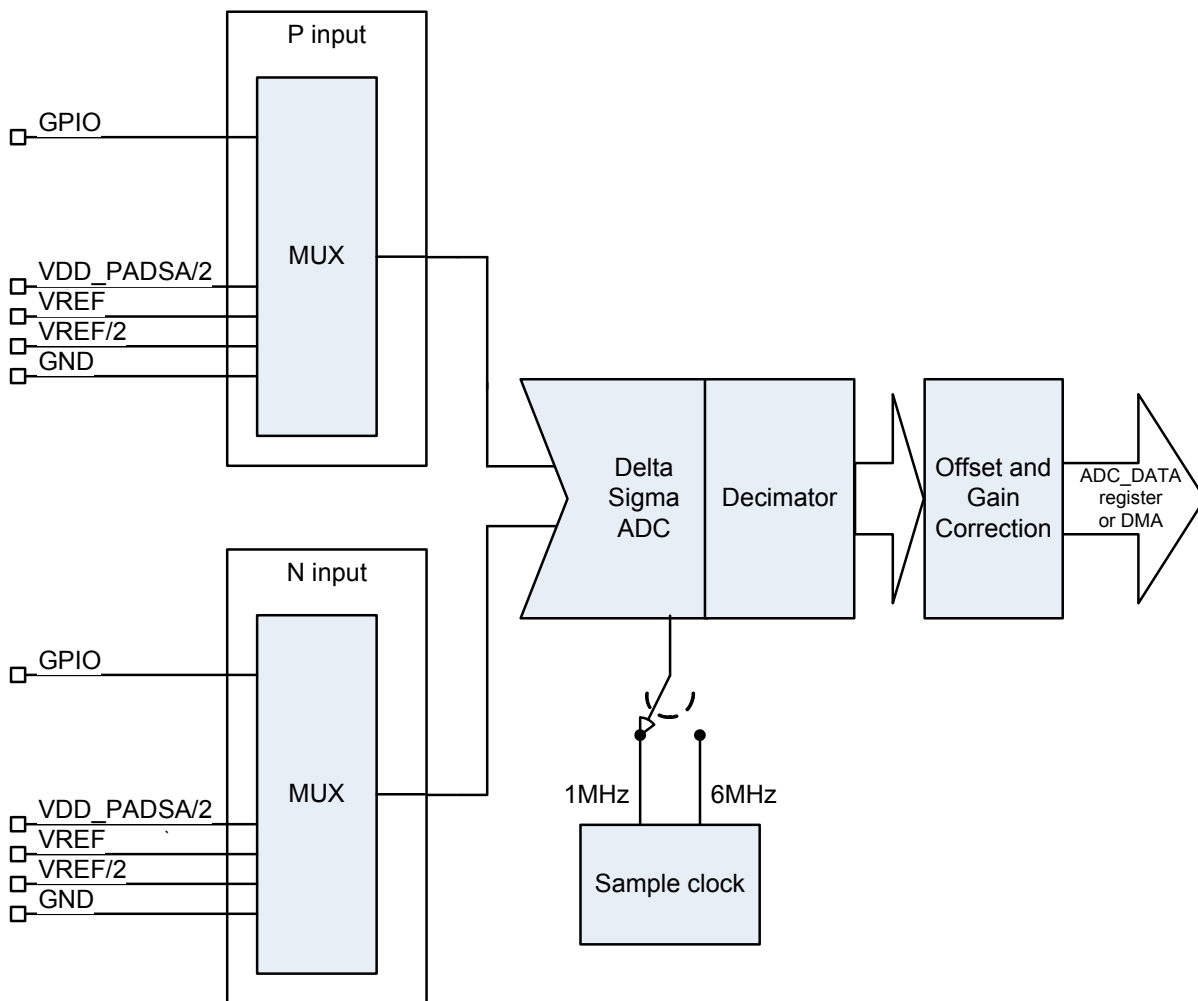 P input
GPIO
MUX
VDD_PADSA/2
VREF
VREF/2
GND
Delta
Sigma
ADC
Decimator
Offset and
Gain
Correction
ADC_DATA
register
or DMA
N input
GPIO
MUX
VDD_PADSA/2
VREF
VREF/2
GND
1MHz
6MHz
Sample clock